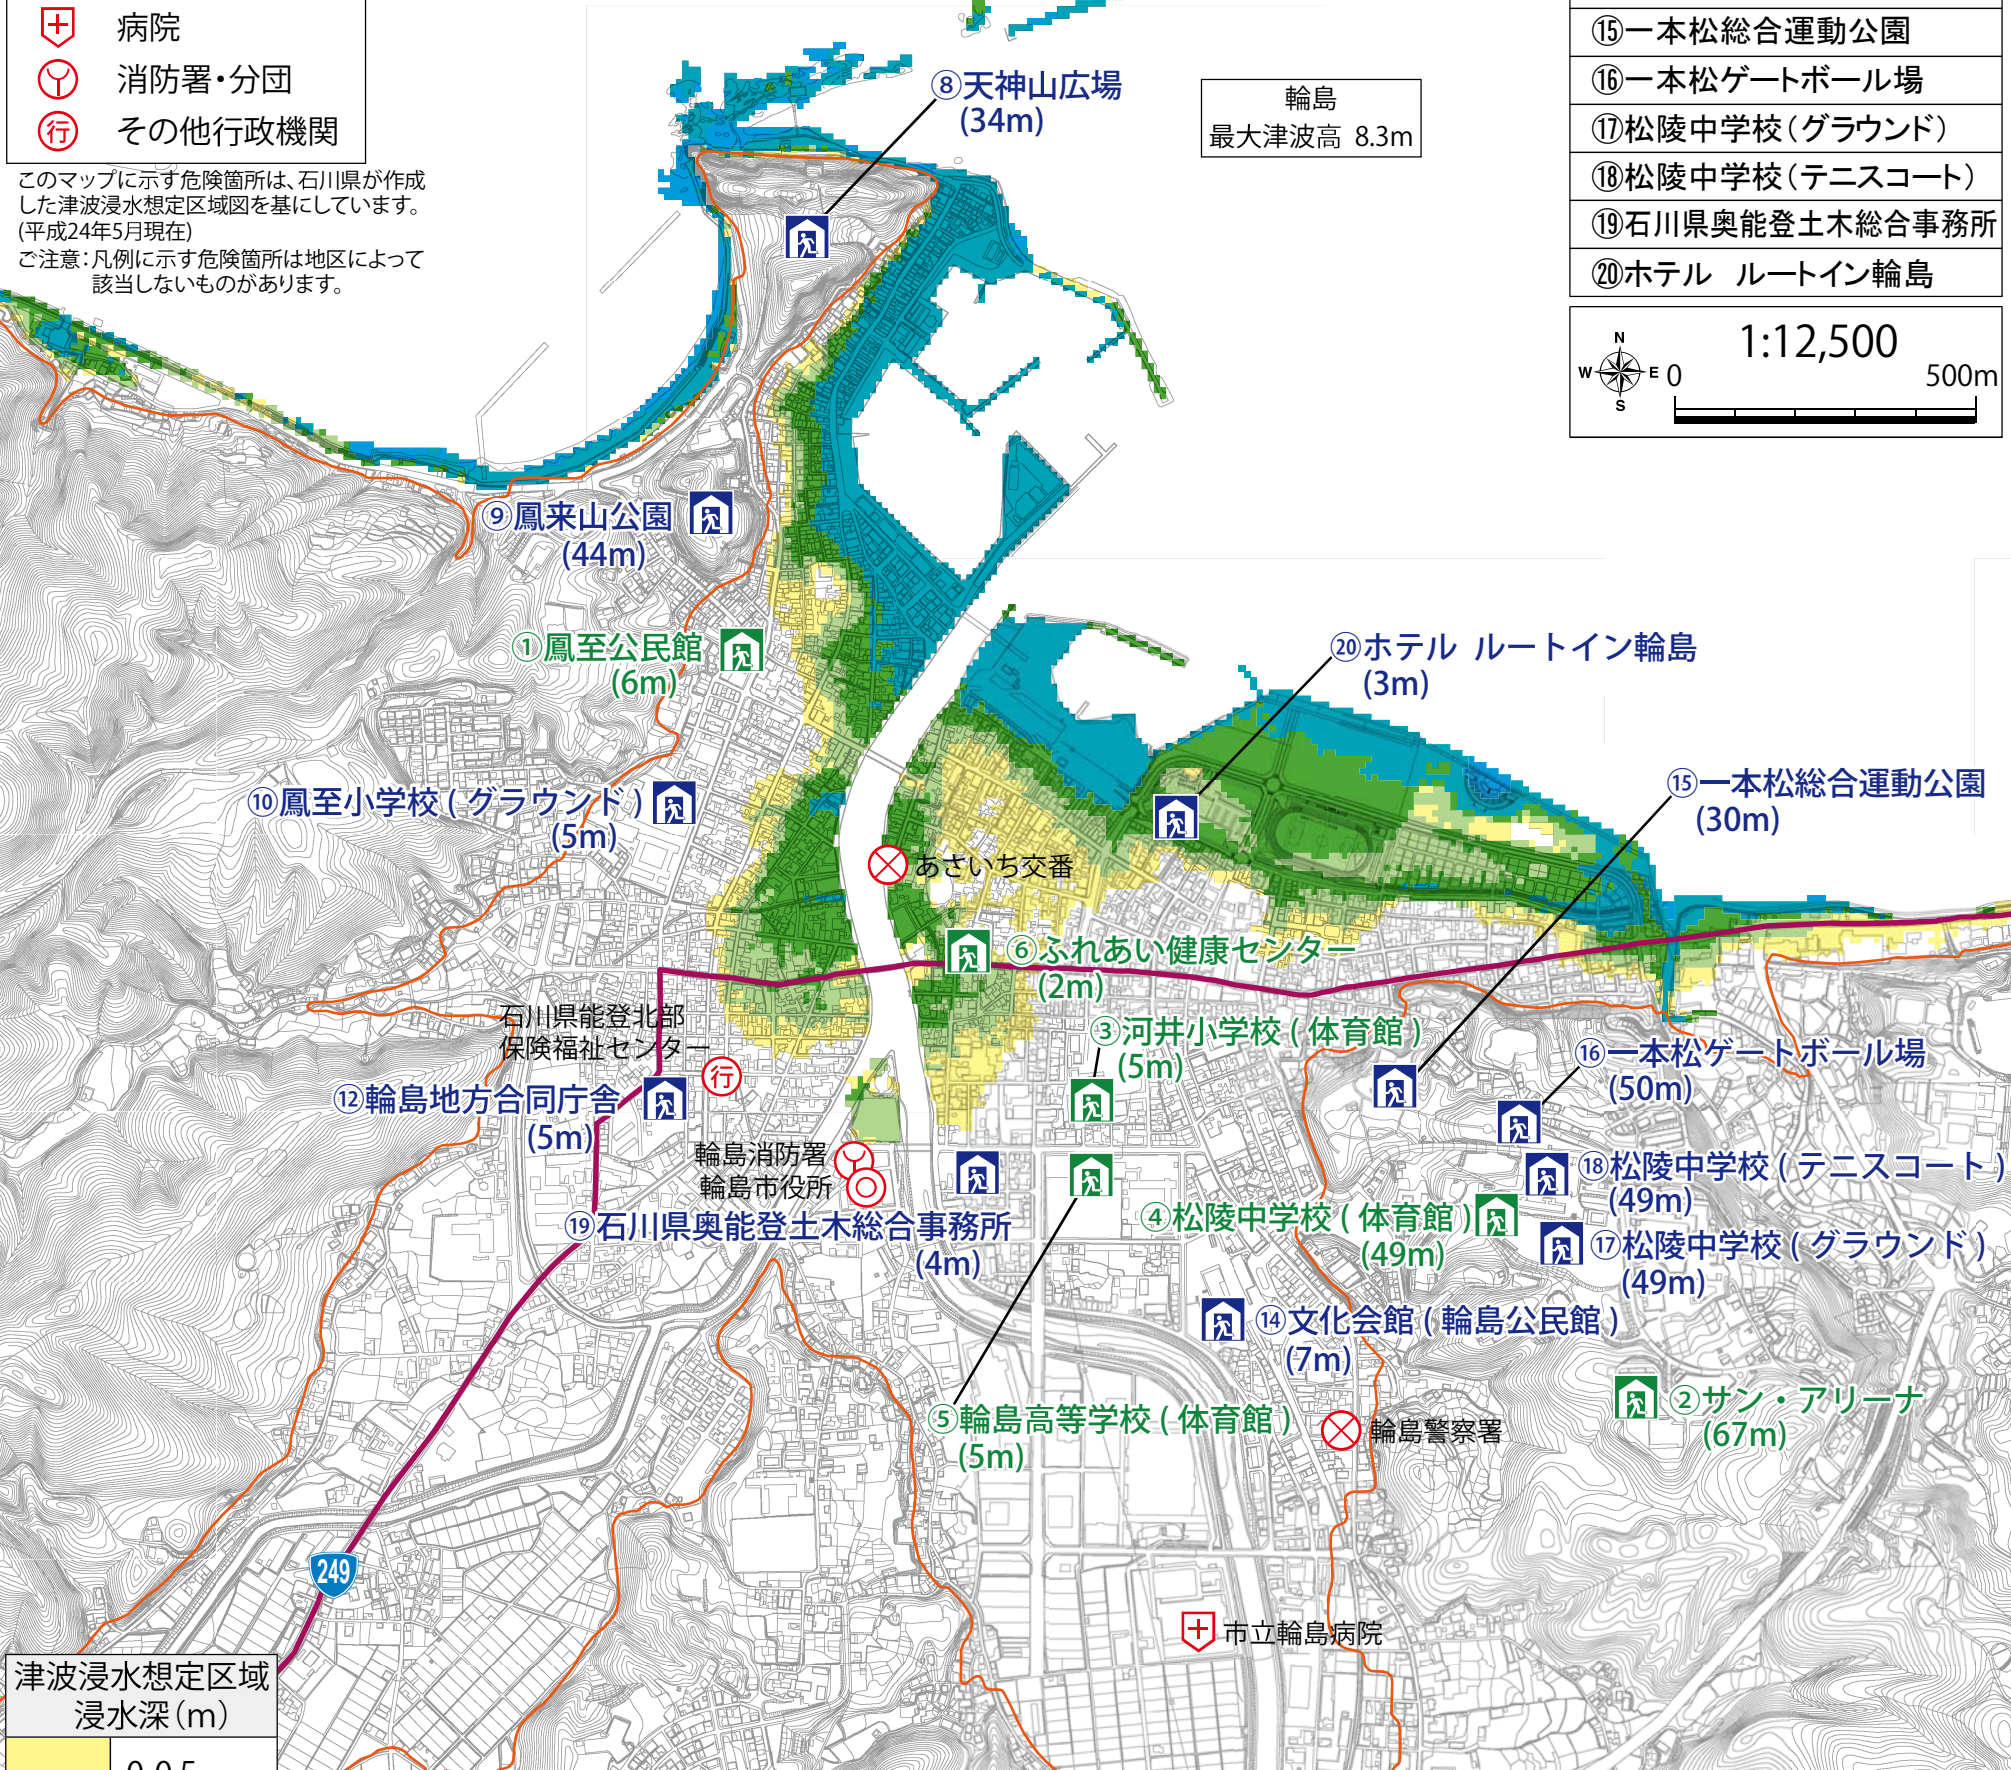 病院
消防署・分団
行
その他行政機関
このマップに示す危険箇所は、石川県が作成
した津波浸水想定区域図を基にしています。
(平成24年5月現在)
ご注意：凡例に示す危険箇所は地区によって
該当しないものがあります。
⑧天神山広場
(34m)
輪島
最大津波高 8.3m
⑮一本松総合運動公園
⑯一本松ゲートボール場
⑰松陵中学校（グラウンド）
⑱松陵中学校（テニスコート）
⑲石川県奥能登土木総合事務所
⑳ホテル　ルートイン輪島
N
W
E
S
1:12,500
0
500m
⑨鳳来山公園
(44m)
①鳳至公民館
(6m)
⑳ホテル ルートイン輪島
(3m)
⑩鳳至小学校 ( グラウンド )
(5m)
⑮一本松総合運動公園
(30m)
あさいち交番
⑥ふれあい健康センター
(2m)
石川県能登北部
保険福祉センター
行
③河井小学校 ( 体育館 )
(5m)
⑯一本松ゲートボール場
(50m)
⑫輪島地方合同庁舎
(5m)
輪島消防署
輪島市役所
⑱松陵中学校 ( テニスコート )
(49m)
⑲石川県奥能登土木総合事務所
(4m)
④松陵中学校 ( 体育館 )
(49m)
⑰松陵中学校 ( グラウンド )
(49m)
⑭文化会館 ( 輪島公民館 )
(7m)
②サン・アリーナ
(67m)
⑤輪島高等学校 ( 体育館 )
(5m)
輪島警察署
249
市立輪島病院
津波浸水想定区域
浸水深（m）